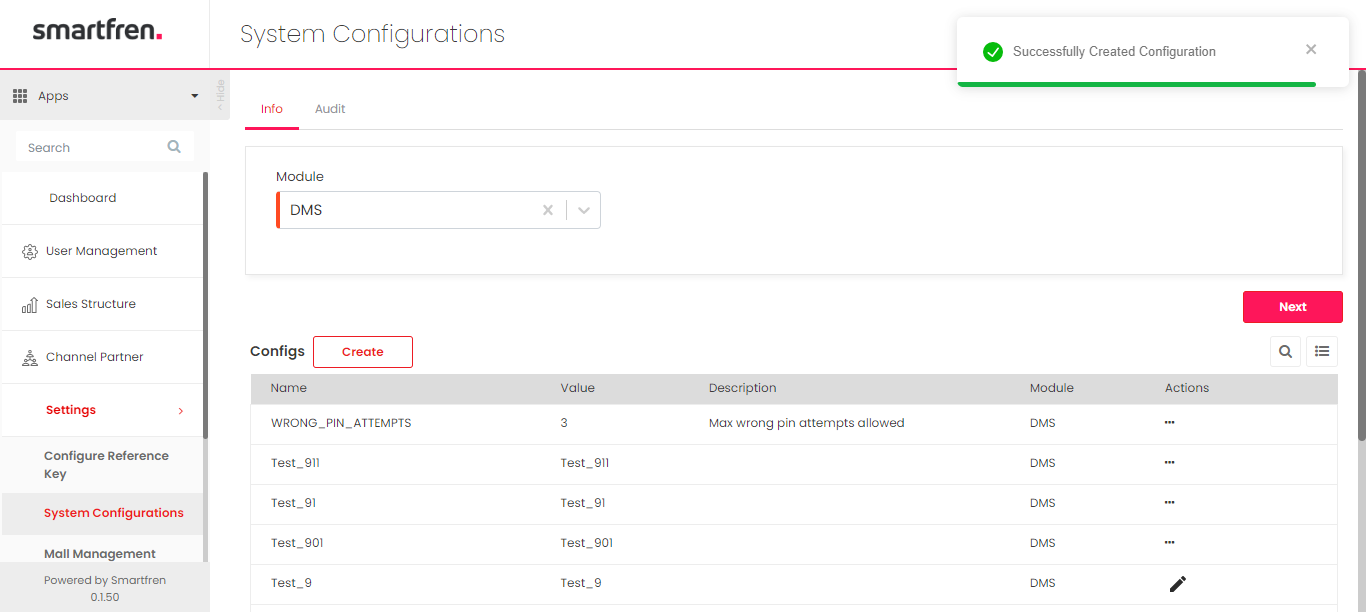 smartfren.
System Configurations
Successfully Created Configuration
Apps
Hide
Search
Dashboard
User Management
Sales Structure
Channel Partner
Settings
Configure Reference
Key
System Configurations
Mall Management
Powered by Smartfren
0.1.50
Info Audit
Module
DMS
Next
Configs Create
Name Value Description Module Actions
WRONG_PIN_ATTEMPTS 3 Max wrong pin attempts allowed DMS
Test_911 Test_911 DMS
Test_91 Test_91 DMS
Test_901 Test_901 DMS
Test_9 Test_9 DMS